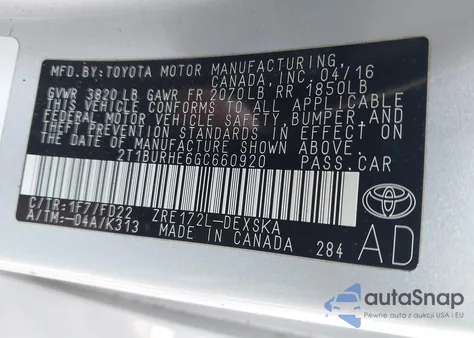 MFD.BY:TOYOTA MOTOR MANUFACTURING,
CANADA, INC. 04/16
GVWR 3820 LB GAWR FR 2070LB RR 1850LB
THIS VEHICLE CONFORMS TO ALL APPLICABLE
FEDERAL MOTOR VEHICLE SAFETY, BUMPER, AND
THEFT PREVENTION STANDARDS IN EFFECT ON
THE DATE OF MANUFACTURE SHOWN ABOVE.
2T1BURHE6GC660920 PASS.CAR
C/TR:1F7/FD22 ZRE172L-DEXSKA
A/TM:-04A/K313 MADE IN CANADA 284
TOYOTA
AD
autoSnap
Pewne auta z aukcji USA i EU